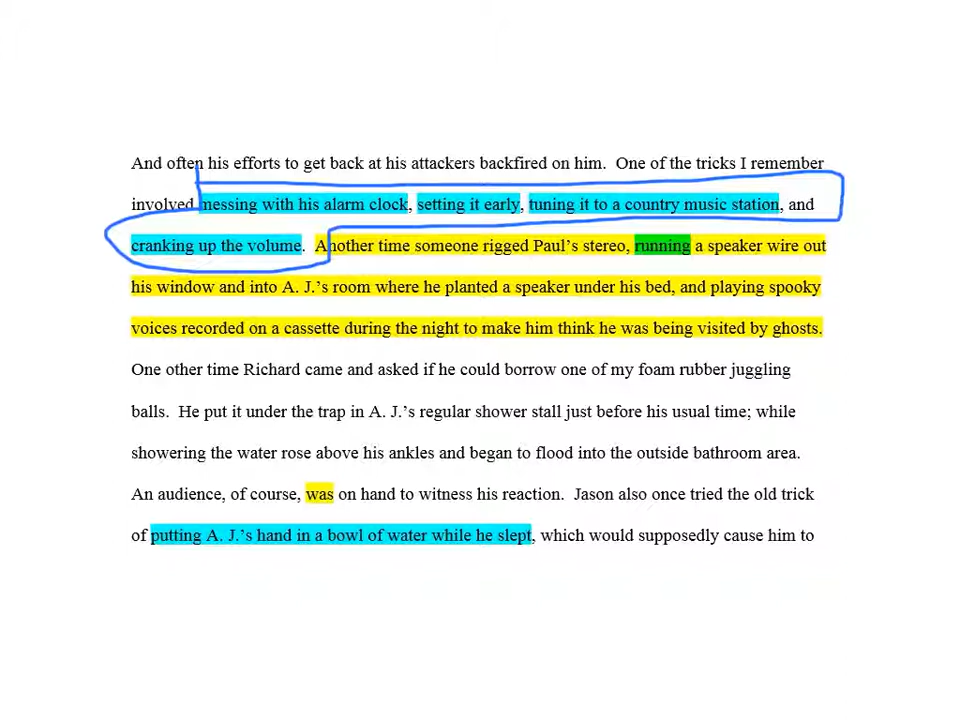 And often his efforts to get back at his attackers backfired on him.  One of the tricks I remember
involved messing with his alarm clock, setting it early, tuning it to a country music station, and
cranking up the volume.  Another time someone rigged Paul’s stereo, running a speaker wire out
his window and into A. J.’s room where he planted a speaker under his bed, and playing spooky
voices recorded on a cassette during the night to make him think he was being visited by ghosts.
One other time Richard came and asked if he could borrow one of my foam rubber juggling
balls.  He put it under the trap in A. J.’s regular shower stall just before his usual time; while
showering the water rose above his ankles and began to flood into the outside bathroom area.
An audience, of course, was on hand to witness his reaction.  Jason also once tried the old trick
of putting A. J.’s hand in a bowl of water while he slept, which would supposedly cause him to